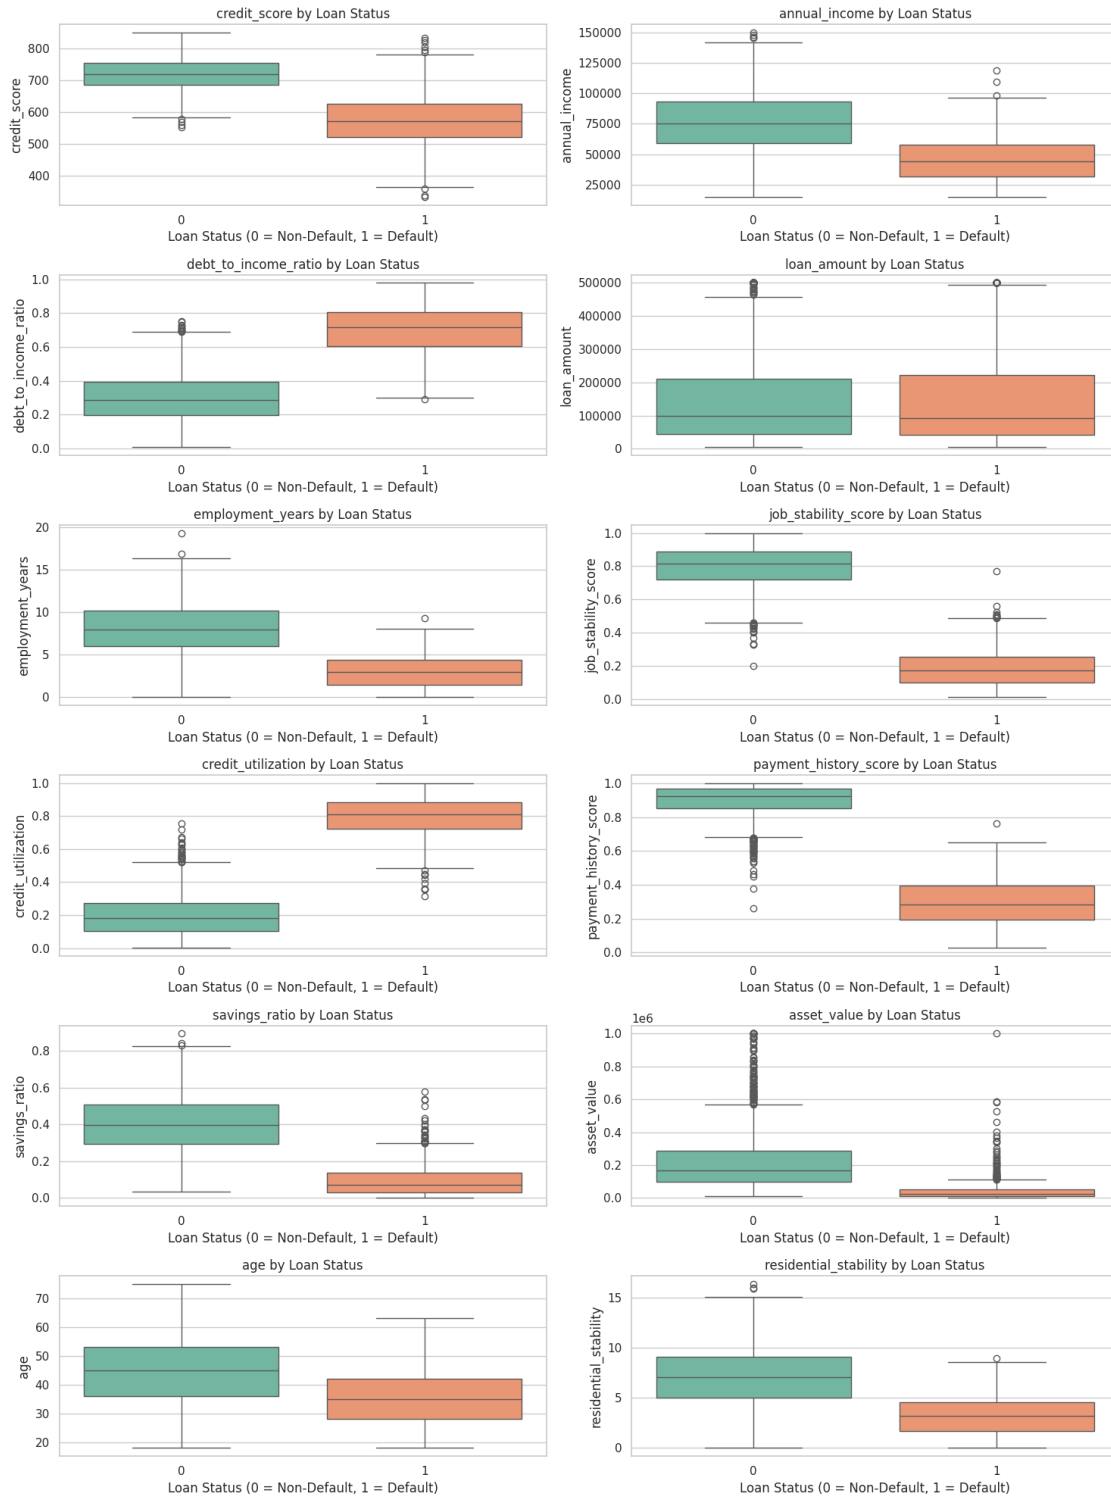 credit_score by Loan Status
credit_score
800
700
600
500
400
0
1
Loan Status (0 = Non-Default, 1 = Default)
annual_income by Loan Status
annual_income
150000
125000
100000
75000
50000
25000
0
1
Loan Status (0 = Non-Default, 1 = Default)
debt_to_income_ratio by Loan Status
debt_to_income_ratio
1.0
0.8
0.6
0.4
0.2
0.0
0
1
Loan Status (0 = Non-Default, 1 = Default)
loan_amount by Loan Status
loan_amount
500000
400000
300000
200000
100000
0
0
1
Loan Status (0 = Non-Default, 1 = Default)
employment_years by Loan Status
employment_years
20
15
10
5
0
0
1
Loan Status (0 = Non-Default, 1 = Default)
job_stability_score by Loan Status
job_stability_score
1.0
0.8
0.6
0.4
0.2
0.0
0
1
Loan Status (0 = Non-Default, 1 = Default)
credit_utilization by Loan Status
credit_utilization
1.0
0.8
0.6
0.4
0.2
0.0
0
1
Loan Status (0 = Non-Default, 1 = Default)
payment_history_score by Loan Status
payment_history_score
1.0
0.8
0.6
0.4
0.2
0.0
0
1
Loan Status (0 = Non-Default, 1 = Default)
savings_ratio by Loan Status
savings_ratio
0.8
0.6
0.4
0.2
0.0
0
1
Loan Status (0 = Non-Default, 1 = Default)
asset_value by Loan Status
1e6
asset_value
1.0
0.8
0.6
0.4
0.2
0.0
0
1
Loan Status (0 = Non-Default, 1 = Default)
age by Loan Status
age
70
60
50
40
30
20
0
1
Loan Status (0 = Non-Default, 1 = Default)
residential_stability by Loan Status
residential_stability
15
10
5
0
0
1
Loan Status (0 = Non-Default, 1 = Default)